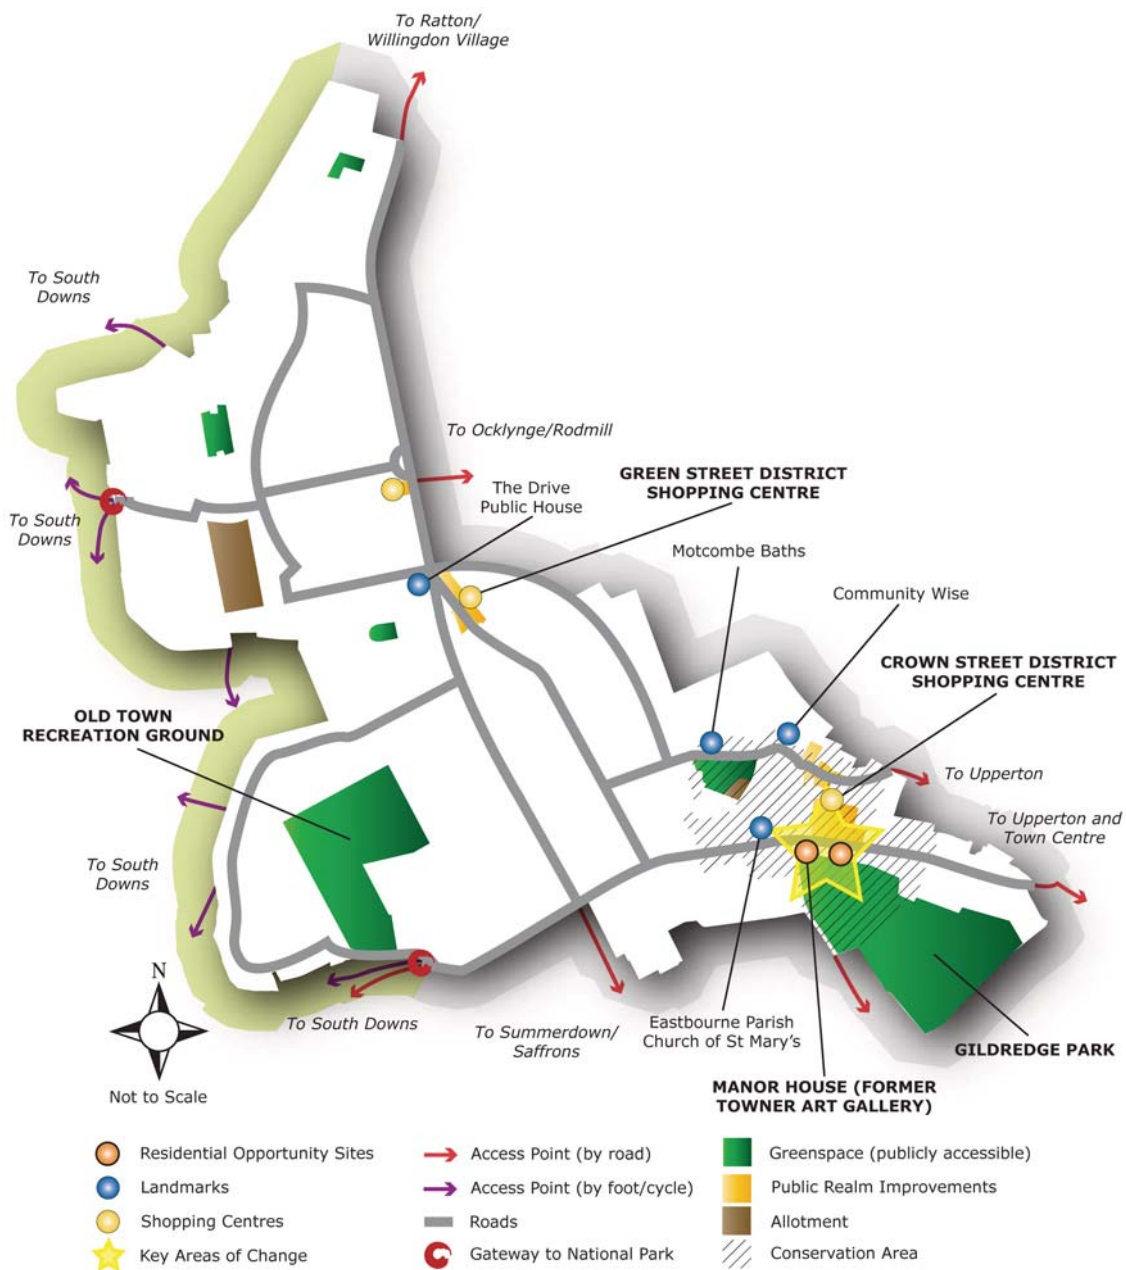 To Ratton/
Willingdon Village
To South
Downs
To Ocklynge/Rodmill
GREEN STREET DISTRICT
SHOPPING CENTRE
The Drive
Public House
To South
Downs
Motcombe Baths
Community Wise
CROWN STREET DISTRICT
SHOPPING CENTRE
OLD TOWN
RECREATION GROUND
To Upperton
To Upperton and
Town Centre
To South
Downs
N
Not to Scale
To South Downs
To Summerdown/
Saffrons
Eastbourne Parish
Church of St Mary's
GILDREDGE PARK
MANOR HOUSE (FORMER
TOWNER ART GALLERY)
Residential Opportunity Sites
Landmarks
Shopping Centres
Key Areas of Change
Access Point (by road)
Access Point (by foot/cycle)
Roads
Gateway to National Park
Greenspace (publicly accessible)
Public Realm Improvements
Allotment
Conservation Area